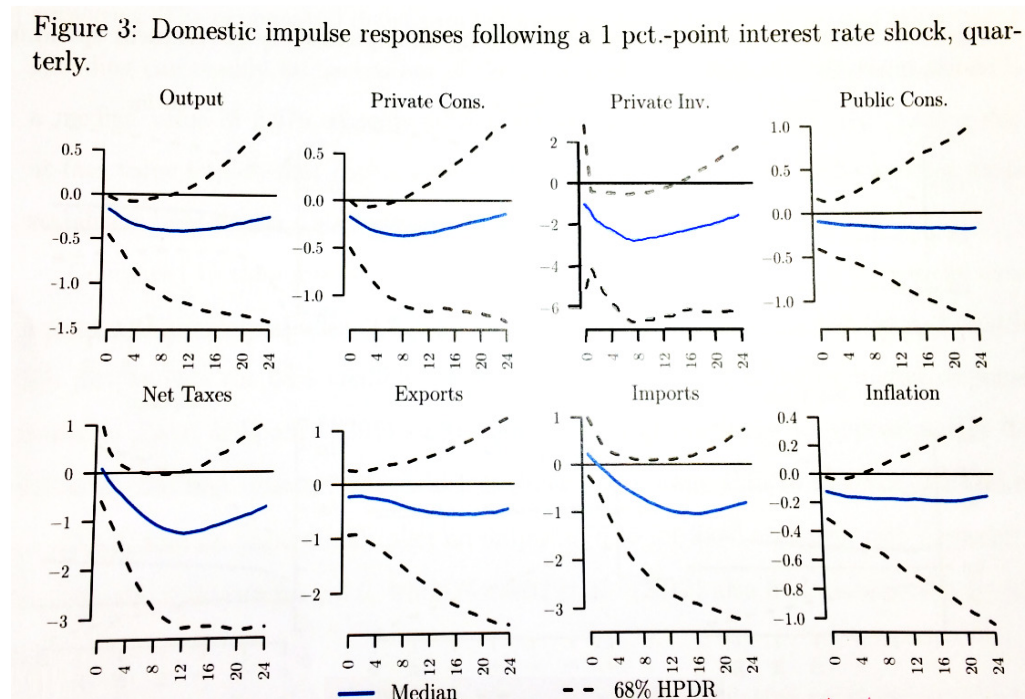 Figure 3: Domestic impulse responses following a 1 pct.-point interest rate shock, quar-
terly.
Output
0.5
0.0
-0.5
-1.0
-1.5
0 4 8 12 16 20 24
Private Cons.
0.5
0.0
-0.5
-1.0
0 4 8 12 16 20 24
Private Inv.
2
0
-2
-4
-6
0 4 8 12 16 20 24
Public Cons.
1.0
0.5
0.0
-0.5
-1.0
0 4 8 12 16 20 24
Net Taxes
1
0
-1
-2
-3
0 4 8 12 16 20 24
Exports
1
0
-1
-2
0 4 8 12 16 20 24
Imports
1
0
-1
-2
-3
0 4 8 12 16 20 24
Inflation
0.4
0.2
0.0
-0.2
-0.4
-0.6
-0.8
-1.0
0 4 8 12 16 20 24
Median 68% HPDR